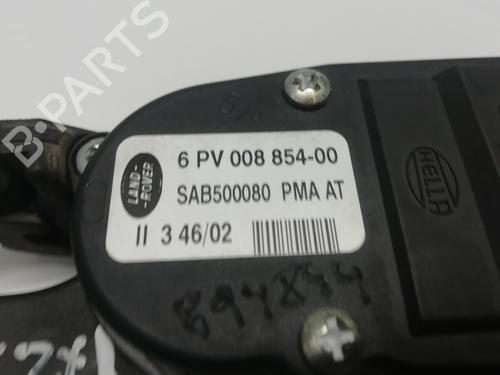 B-PARTS
6 PV 008 854-00
LAND-
ROVER
SAB500080 PMA AT
II 3 46/02
HELLA